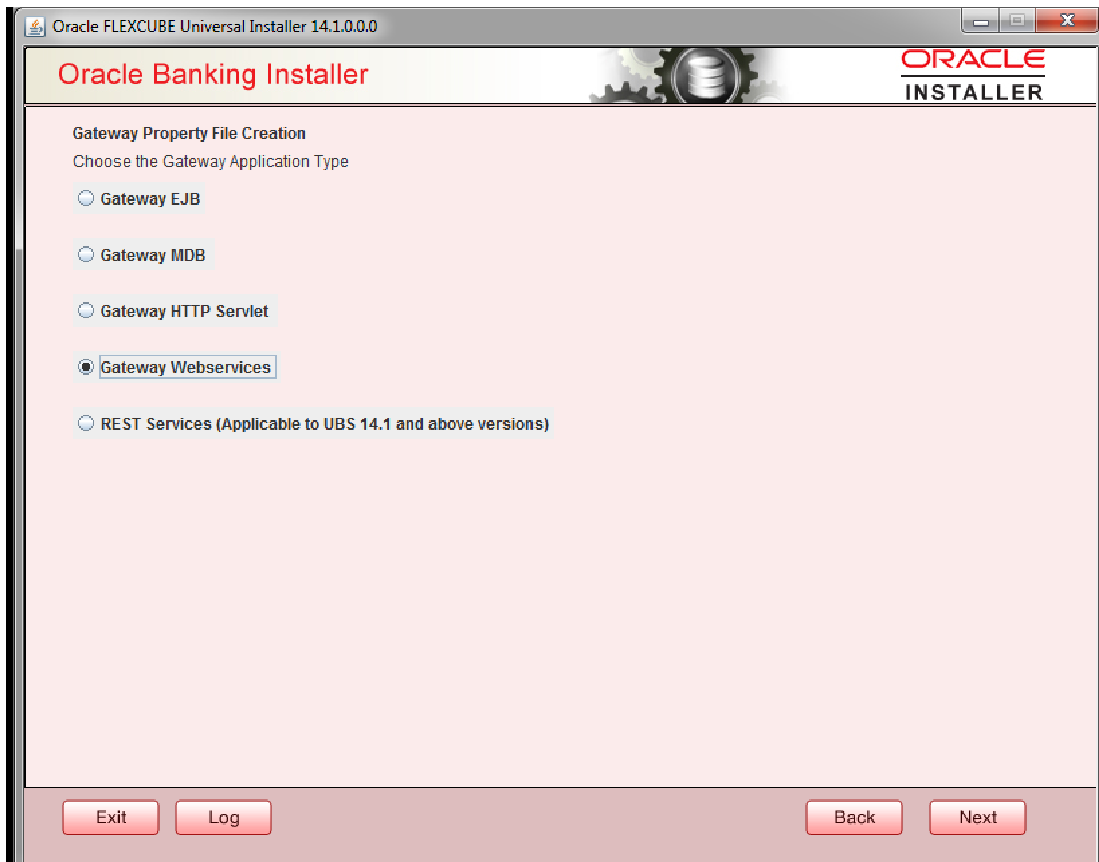 Oracle FLEXCUBE Universal Installer 14.1.0.0.0
Oracle Banking Installer
ORACLE
INSTALLER
Gateway Property File Creation
Choose the Gateway Application Type
Gateway EJB
Gateway MDB
Gateway HTTP Servlet
Gateway Webservices
REST Services (Applicable to UBS 14.1 and above versions)
Exit Log Back Next